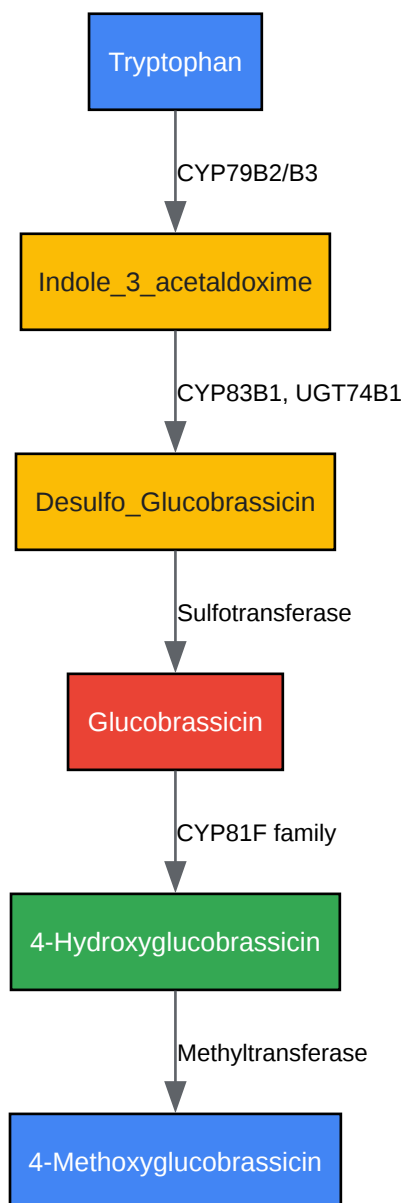 Tryptophan
CYP79B2/B3
Indole_3_acetaldoxime
CYP83B1, UGT74B1
Desulfo_Glucobrassicin
Sulfotransferase
Glucobrassicin
CYP81F family
4-Hydroxyglucobrassicin
Methyltransferase
4-Methoxyglucobrassicin